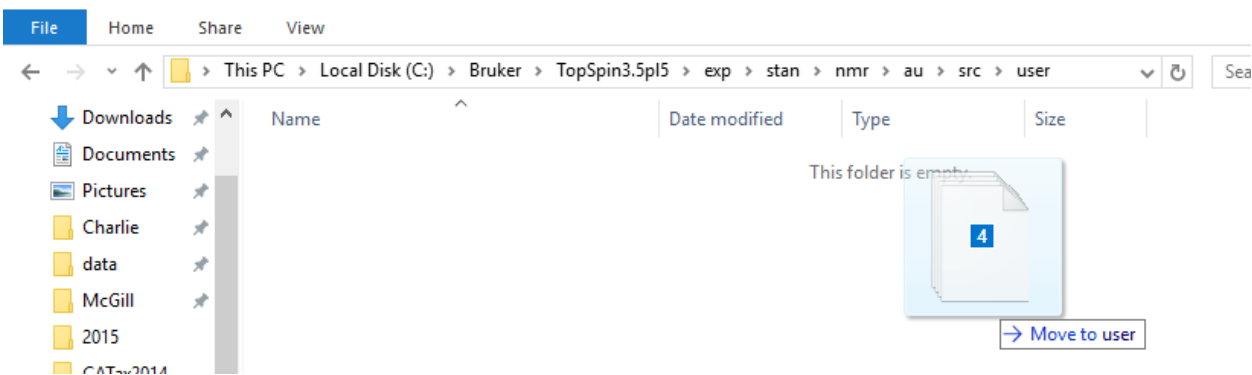 File Home Share View
This PC > Local Disk (C:) > Bruker > TopSpin3.5pl5 > exp > stan > nmr > au > src > user Sea
Downloads Name Date modified Type Size
Documents This folder is empty.
Pictures
Charlie 4
data
McGill
2015 Move to user
CATax2014